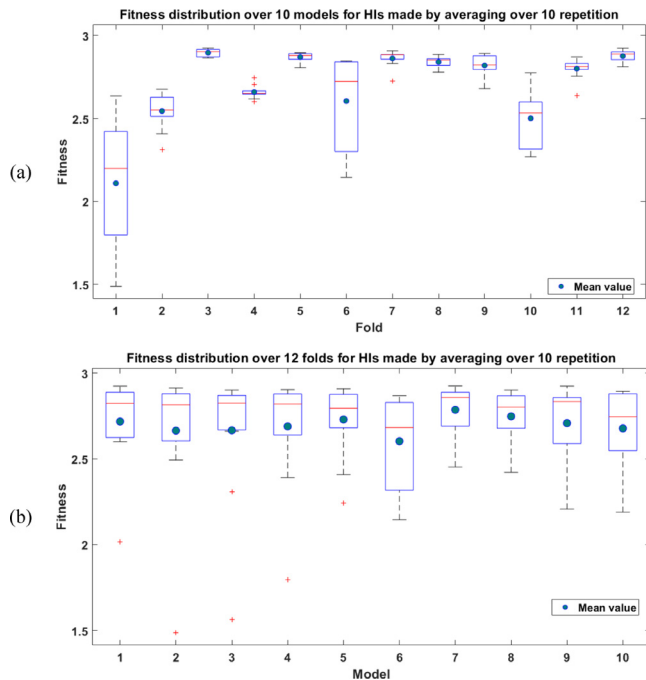 Fitness distribution over 10 models for HIs made by averaging over 10 repetition
3
2.5
2
1.5
Fitness
(a)
Mean value
1 2 3 4 5 6 7 8 9 10 11 12
Fold
Fitness distribution over 12 folds for HIs made by averaging over 10 repetition
3
2.5
2
1.5
Fitness
(b)
Mean value
1 2 3 4 5 6 7 8 9 10
Model